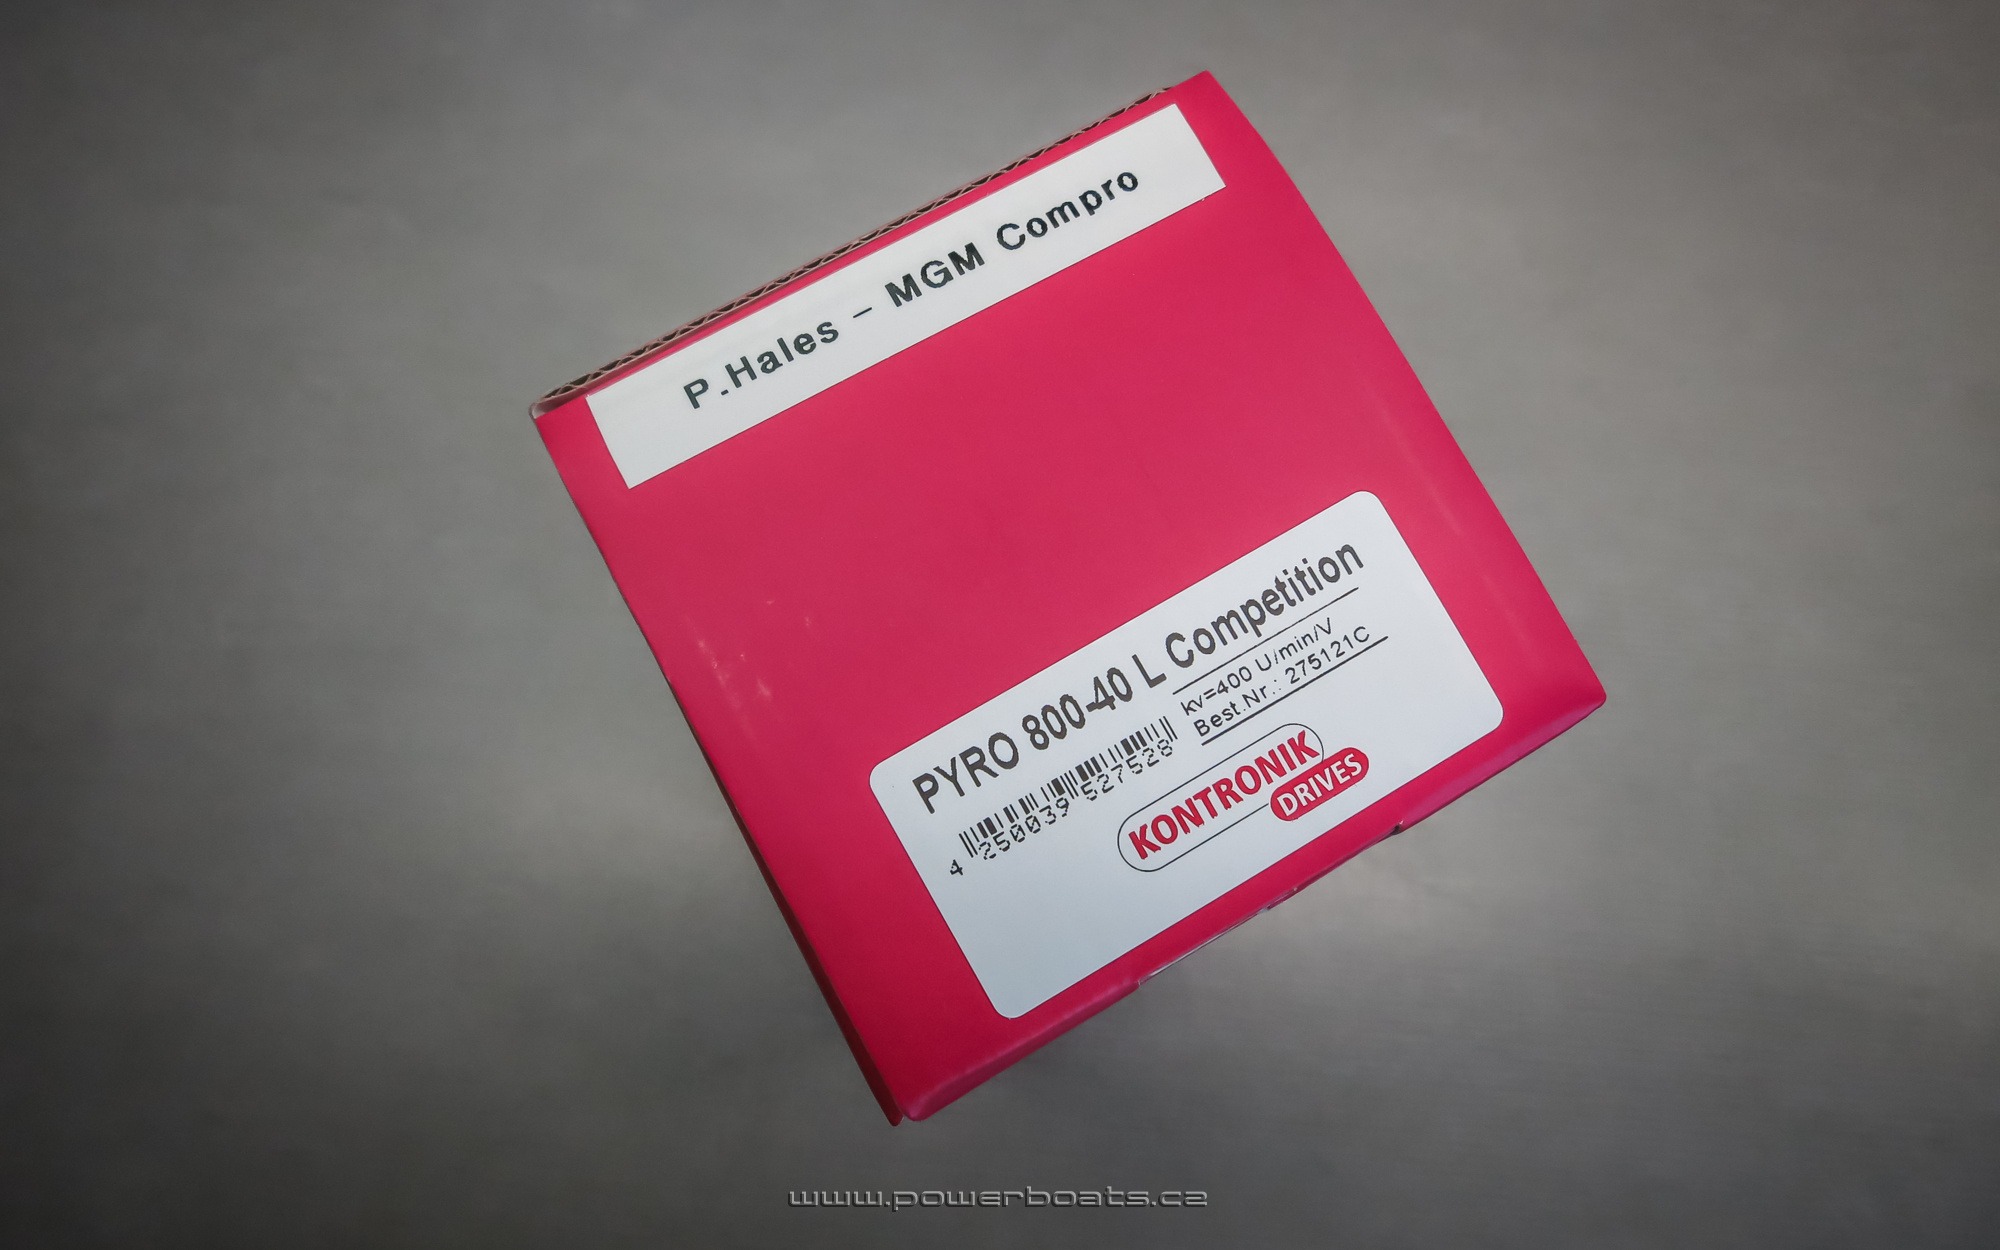 P.Hales – MGM Compro
PYRO 800-40 L Competition
kv=400 U/min/V
Best.Nr.: 275121C
4 250039 527528
KONTRONIK
DRIVES
www.powerboats.cz